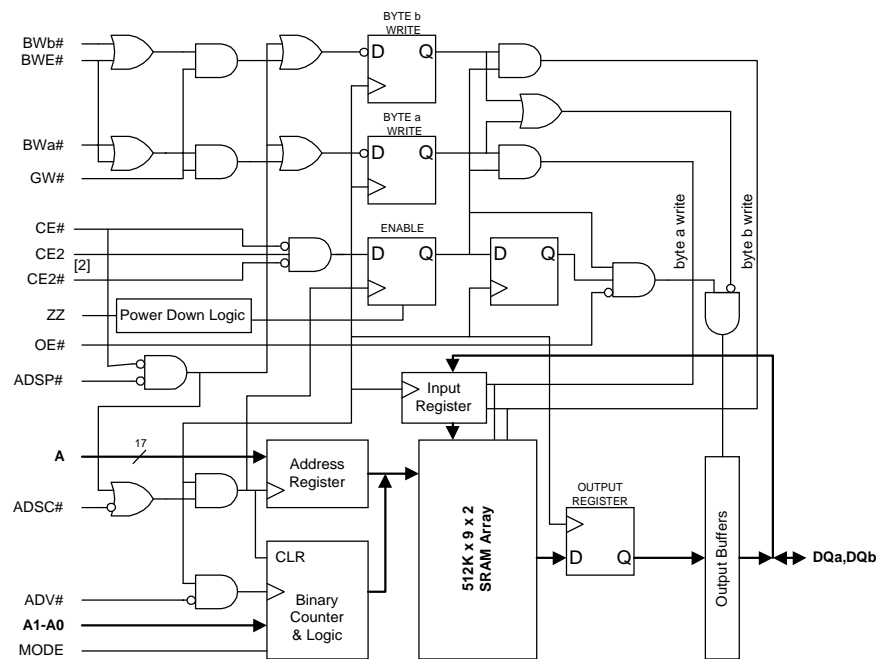 BYTE b
WRITE
BWb#
BWE#
D Q
BYTE a
WRITE
BWa#
GW#
D Q
byte a write
byte b write
CE#
CE2
[2]
CE2#
ENABLE
D Q
D Q
ZZ
Power Down Logic
OE#
ADSP#
Input
Register
17
A
Address
Register
ADSC#
512K x 9 x 2
SRAM Array
OUTPUT
REGISTER
D Q
Output Buffers
DQa,DQb
CLR
Binary
Counter
& Logic
ADV#
A1-A0
MODE